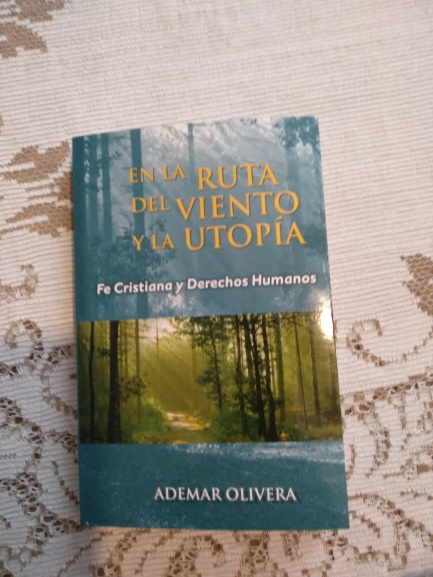 EN LA RUTA
DEL VIENTO
Y LA UTOPÍA
Fe Cristiana y Derechos Humanos
ADEMAR OLIVERA